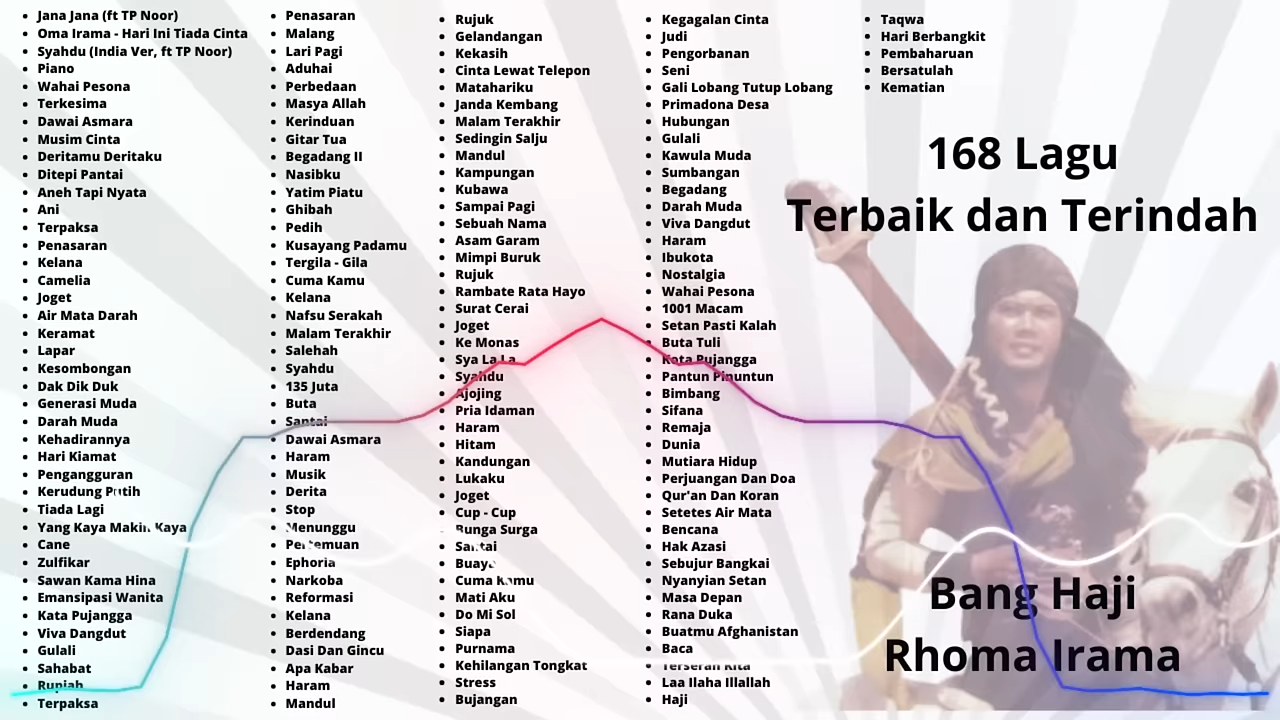 Jana Jana (ft TP Noor)
Oma Irama - Hari Ini Tiada Cinta
Syahdu (India Ver, ft TP Noor)
Piano
Wahai Pesona
Terkesima
Dawai Asmara
Musim Cinta
Deritamu Deritaku
Ditepi Pantai
Aneh Tapi Nyata
Ani
Terpaksa
Penasaran
Kelana
Camelia
Joget
Air Mata Darah
Keramat
Lapar
Kesombongan
Dak Dik Duk
Generasi Muda
Darah Muda
Kehadirannya
Hari Kiamat
Pengangguran
Kerudung Putih
Tiada Lagi
Yang Kaya Makin Kaya
Cane
Zulfikar
Sawan Kama Hina
Emansipasi Wanita
Kata Pujangga
Viva Dangdut
Gulali
Sahabat
Rupiah
Terpaksa
Penasaran
Malang
Lari Pagi
Aduhai
Perbedaan
Masya Allah
Kerinduan
Gitar Tua
Begadang II
Nasibku
Yatim Piatu
Ghibah
Pedih
Kusayang Padamu
Tergila - Gila
Cuma Kamu
Kelana
Nafsu Serakah
Malam Terakhir
Salehah
Syahdu
135 Juta
Buta
Santai
Dawai Asmara
Haram
Musik
Derita
Stop
Menunggu
Pertemuan
Ephoria
Narkoba
Reformasi
Kelana
Berdendang
Dasi Dan Gincu
Apa Kabar
Haram
Mandul
Rujuk
Gelandangan
Kekasih
Cinta Lewat Telepon
Matahariku
Janda Kembang
Malam Terakhir
Sedingin Salju
Mandul
Kampungan
Kubawa
Sampai Pagi
Sebuah Nama
Asam Garam
Mimpi Buruk
Rujuk
Rambate Rata Hayo
Surat Cerai
Joget
Ke Monas
Sya La La
Syahdu
Ajojing
Pria Idaman
Haram
Hitam
Kandungan
Lukaku
Joget
Cup - Cup
Bunga Surga
Santai
Buaya
Cuma Kamu
Mati Aku
Do Mi Sol
Siapa
Purnama
Kehilangan Tongkat
Stress
Bujangan
Kegagalan Cinta
Judi
Pengorbanan
Seni
Gali Lobang Tutup Lobang
Primadona Desa
Hubungan
Gulali
Kawula Muda
Sumbangan
Begadang
Darah Muda
Viva Dangdut
Haram
Ibukota
Nostalgia
Wahai Pesona
1001 Macam
Setan Pasti Kalah
Buta Tuli
Kota Pujangga
Pantun Pinuntun
Bimbang
Sifana
Remaja
Dunia
Mutiara Hidup
Perjuangan Dan Doa
Qur'an Dan Koran
Setetes Air Mata
Bencana
Hak Azasi
Sebujur Bangkai
Nyanyian Setan
Masa Depan
Rana Duka
Buatmu Afghanistan
Baca
Terserah Kita
Laa Ilaha Illallah
Haji
Taqwa
Hari Berbangkit
Pembaharuan
Bersatulah
Kematian
168 Lagu
Terbaik dan Terindah
Bang Haji
Rhoma Irama